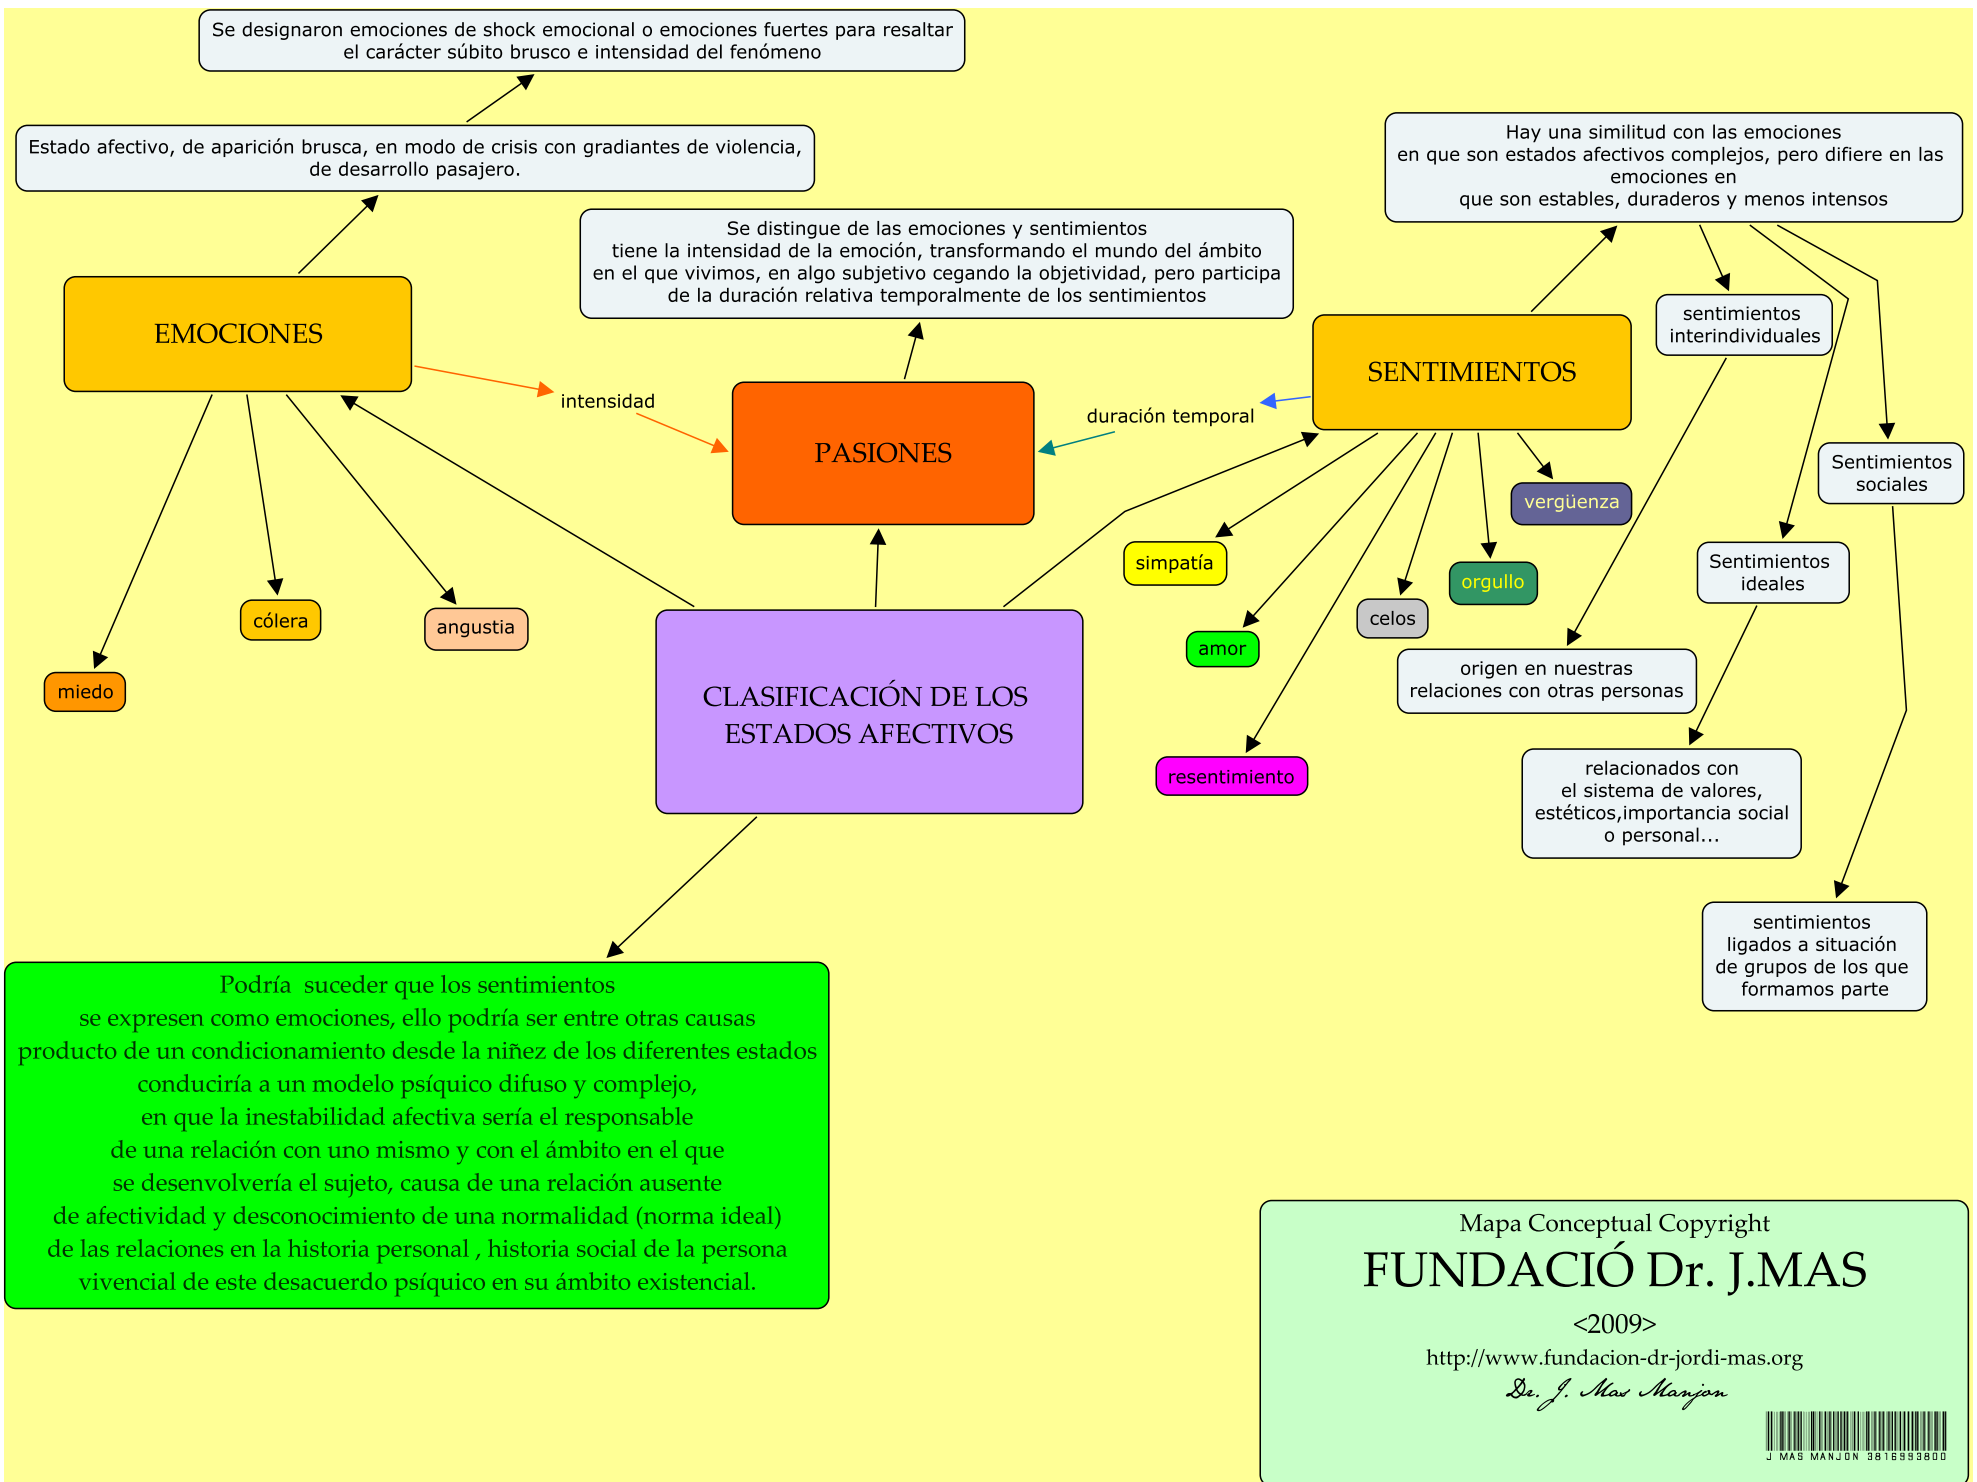 Se designaron emociones de shock emocional o emociones fuertes para resaltar
el carácter súbito brusco e intensidad del fenómeno
Estado afectivo, de aparición brusca, en modo de crisis con gradiantes de violencia,
de desarrollo pasajero.
Hay una similitud con las emociones
en que son estados afectivos complejos, pero difiere en las
emociones en
que son estables, duraderos y menos intensos
Se distingue de las emociones y sentimientos
tiene la intensidad de la emoción, transformando el mundo del ámbito
en el que vivimos, en algo subjetivo cegando la objetividad, pero participa
de la duración relativa temporalmente de los sentimientos
EMOCIONES
sentimientos
interindividuales
SENTIMIENTOS
intensidad
duración temporal
PASIONES
Sentimientos
sociales
vergüenza
simpatía
orgullo
Sentimientos
ideales
cólera
angustia
celos
amor
miedo
origen en nuestras
relaciones con otras personas
CLASIFICACIÓN DE LOS
ESTADOS AFECTIVOS
resentimiento
relacionados con
el sistema de valores,
estéticos,importancia social
o personal...
sentimientos
ligados a situación
de grupos de los que
formamos parte
Podría suceder que los sentimientos
se expresen como emociones, ello podría ser entre otras causas
producto de un condicionamiento desde la niñez de los diferentes estados
conduciría a un modelo psíquico difuso y complejo,
en que la inestabilidad afectiva sería el responsable
de una relación con uno mismo y con el ámbito en el que
se desenvolvería el sujeto, causa de una relación ausente
de afectividad y desconocimiento de una normalidad (norma ideal)
de las relaciones en la historia personal , historia social de la persona
vivencial de este desacuerdo psíquico en su ámbito existencial.
Mapa Conceptual Copyright
FUNDACIÓ Dr. J.MAS
<2009>
http://www.fundacion-dr-jordi-mas.org
Dr. J. Mas Manjon
J MAS MANJON 3816993800